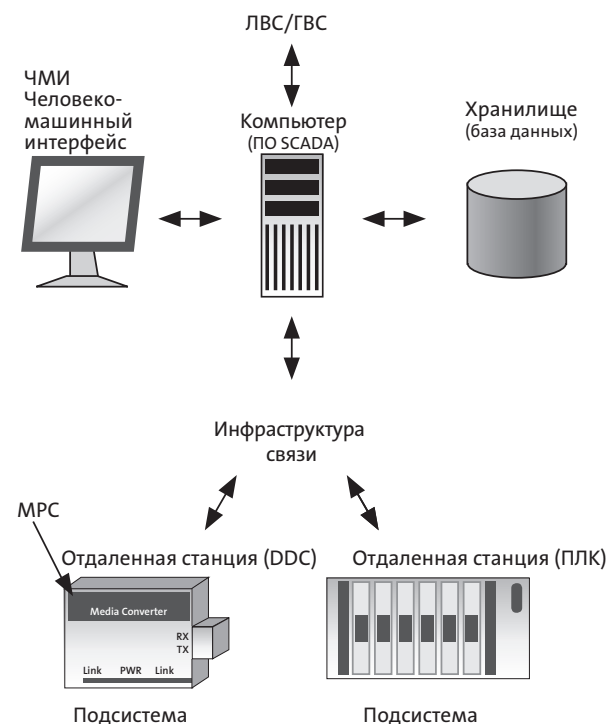 ЛВС/ГВС
ЧМИ
Человеко-
машинный
интерфейс
Компьютер
(ПО SCADA)
Хранилище
(база данных)
Инфраструктура
связи
МРС
Отдаленная станция (DDC)
Отдаленная станция (ПЛК)
Media Converter
RX
TX
Link PWR Link
Подсистема
Подсистема